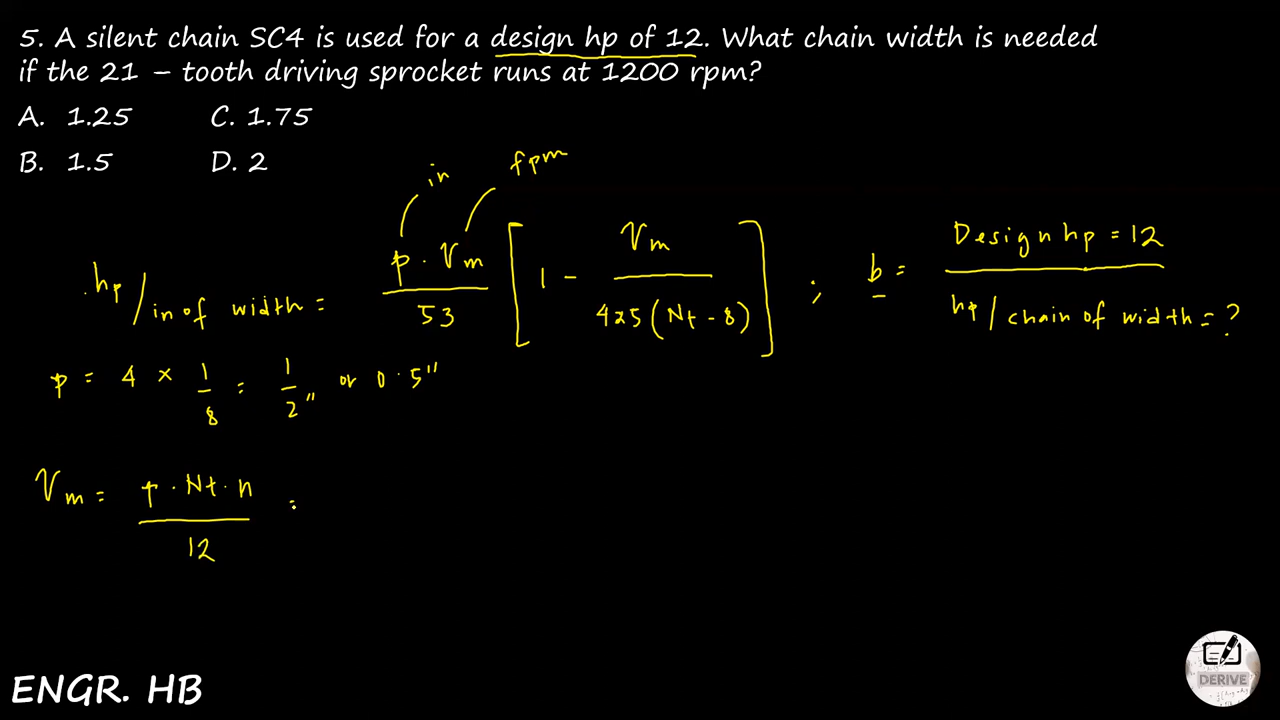 5. A silent chain SC4 is used for a design hp of 12. What chain width is needed
if the 21 – tooth driving sprocket runs at 1200 rpm?
A. 1.25 C. 1.75
B. 1.5 D. 2
in fpm
hp/in of width = p · Vm / 53 [ 1 - Vm / 4x5 (Nt - 8) ] ; b = Design hp = 12 / hp/chain of width = ?
p = 4 x 1/8 = 1/2" or 0.5"
Vm = p · Nt · n / 12 =
ENGR. HB
DERIVE